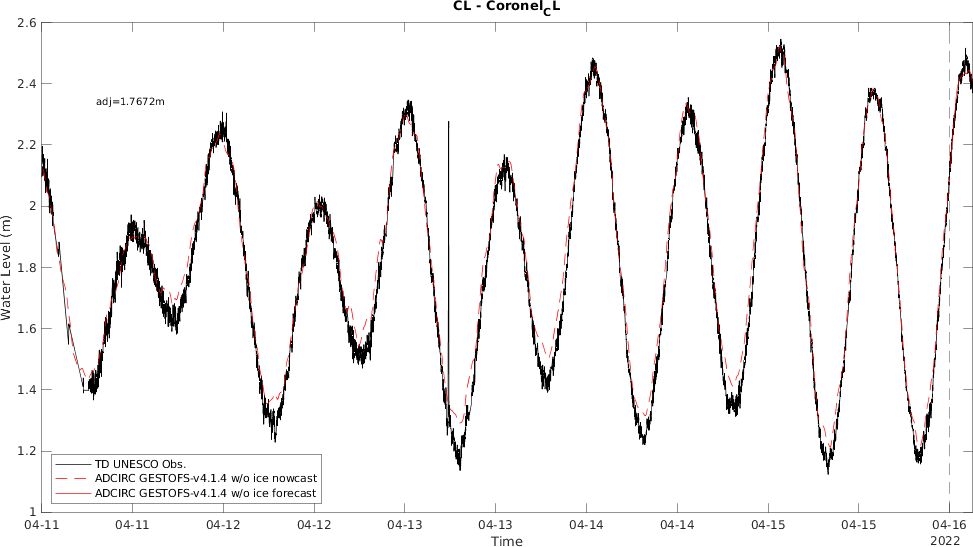 CL - Coronel_CL
2.6
2.4
adj=1.7672m
2.2
2
Water Level (m)
1.8
1.6
1.4
1.2
TD UNESCO Obs.
ADCIRC GESTOFS-v4.1.4 w/o ice nowcast
ADCIRC GESTOFS-v4.1.4 w/o ice forecast
1
04-11 04-11 04-12 04-12 04-13 04-13 04-14 04-14 04-15 04-15 04-16
Time 2022